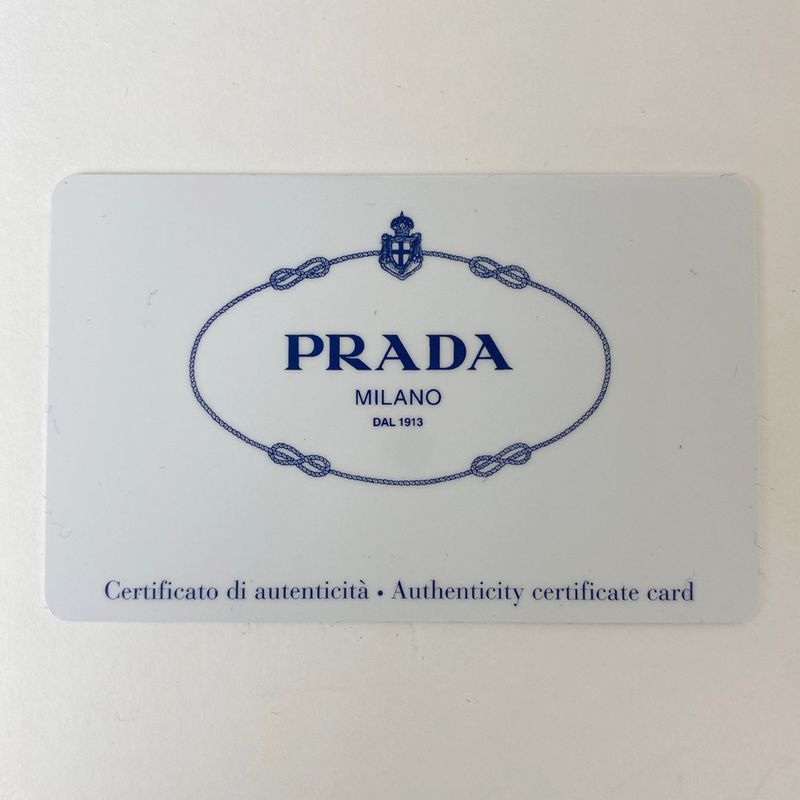 PRADA
MILANO
DAL 1913
Certificato di autenticità • Authenticity certificate card